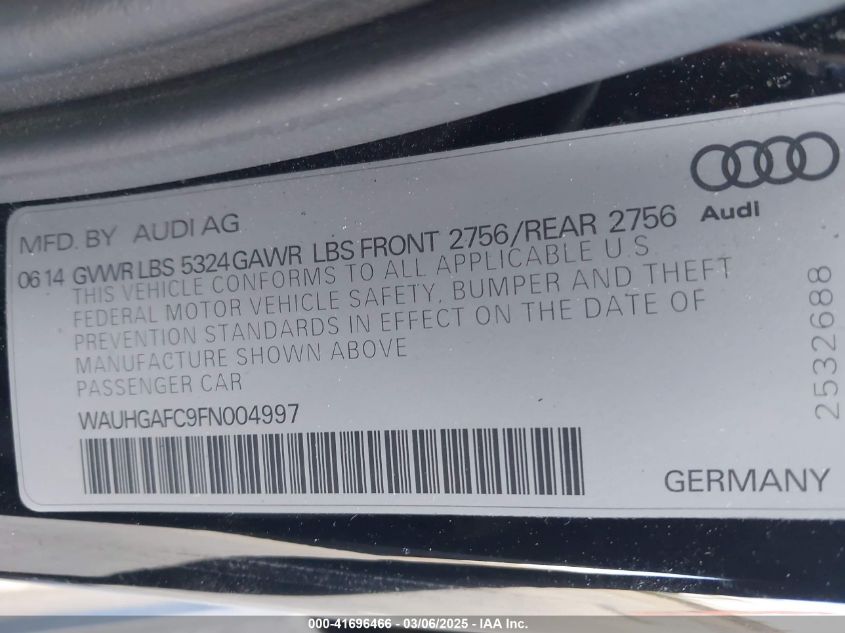 Audi
MFD. BY AUDI AG
06 14 GVWR LBS 5324 GAWR LBS FRONT 2756/REAR 2756
THIS VEHICLE CONFORMS TO ALL APPLICABLE U.S.
FEDERAL MOTOR VEHICLE SAFETY, BUMPER AND THEFT
PREVENTION STANDARDS IN EFFECT ON THE DATE OF
MANUFACTURE SHOWN ABOVE
PASSENGER CAR
WAUHGAFC9FN004997
GERMANY
2532688
000-41696466 — 03/06/2025 — IAA Inc.